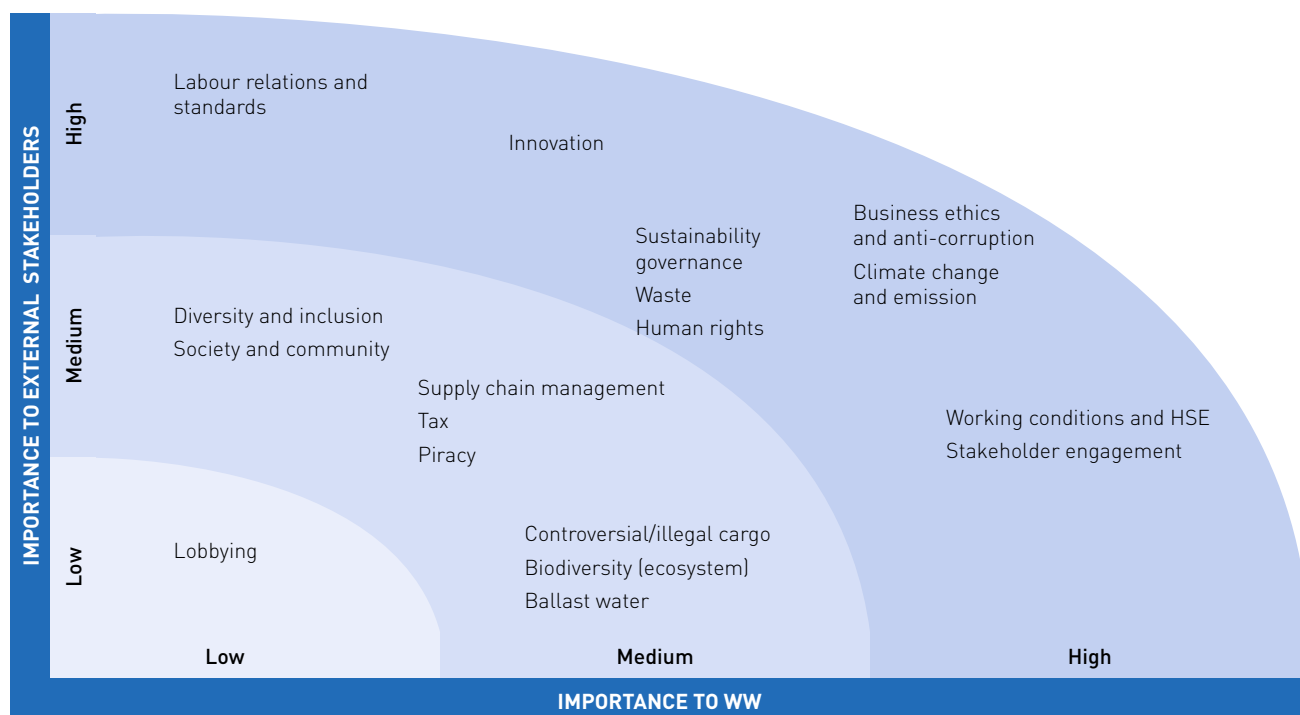 IMPORTANCE TO EXTERNAL STAKEHOLDERS
High
Medium
Low
Labour relations and
standards
Innovation
Business ethics
and anti-corruption
Climate change
and emission
Sustainability
governance
Waste
Human rights
Diversity and inclusion
Society and community
Supply chain management
Tax
Piracy
Working conditions and HSE
Stakeholder engagement
Lobbying
Controversial/illegal cargo
Biodiversity (ecosystem)
Ballast water
Low
Medium
High
IMPORTANCE TO WW